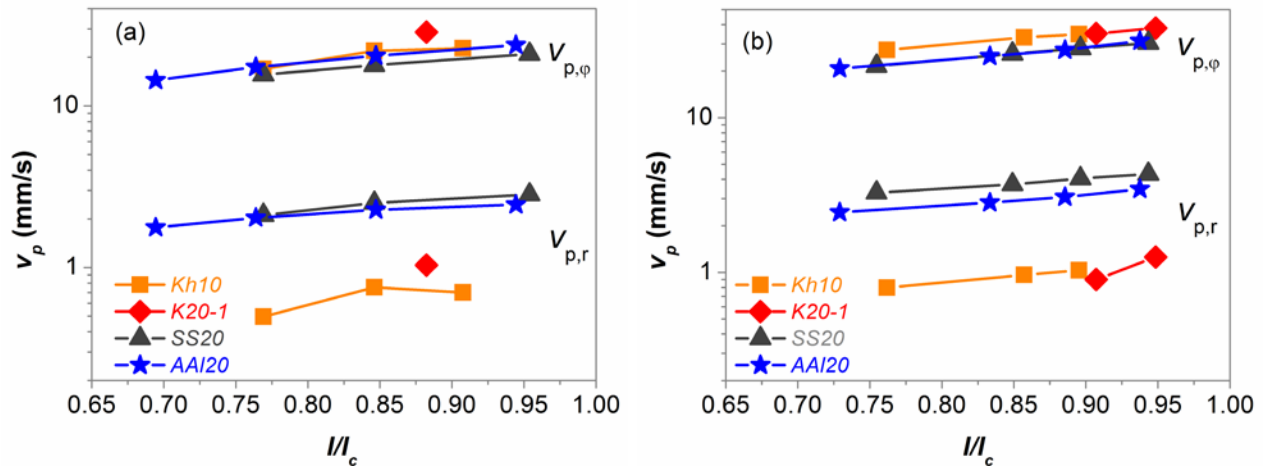 (a)
V_p,φ
10
v_p (mm/s)
V_p,r
1
Kh10
K20-1
SS20
AAl20
0.65 0.70 0.75 0.80 0.85 0.90 0.95 1.00
I/I_c
(b)
V_p,φ
10
v_p (mm/s)
V_p,r
1
Kh10
K20-1
SS20
AAl20
0.65 0.70 0.75 0.80 0.85 0.90 0.95 1.00
I/I_c